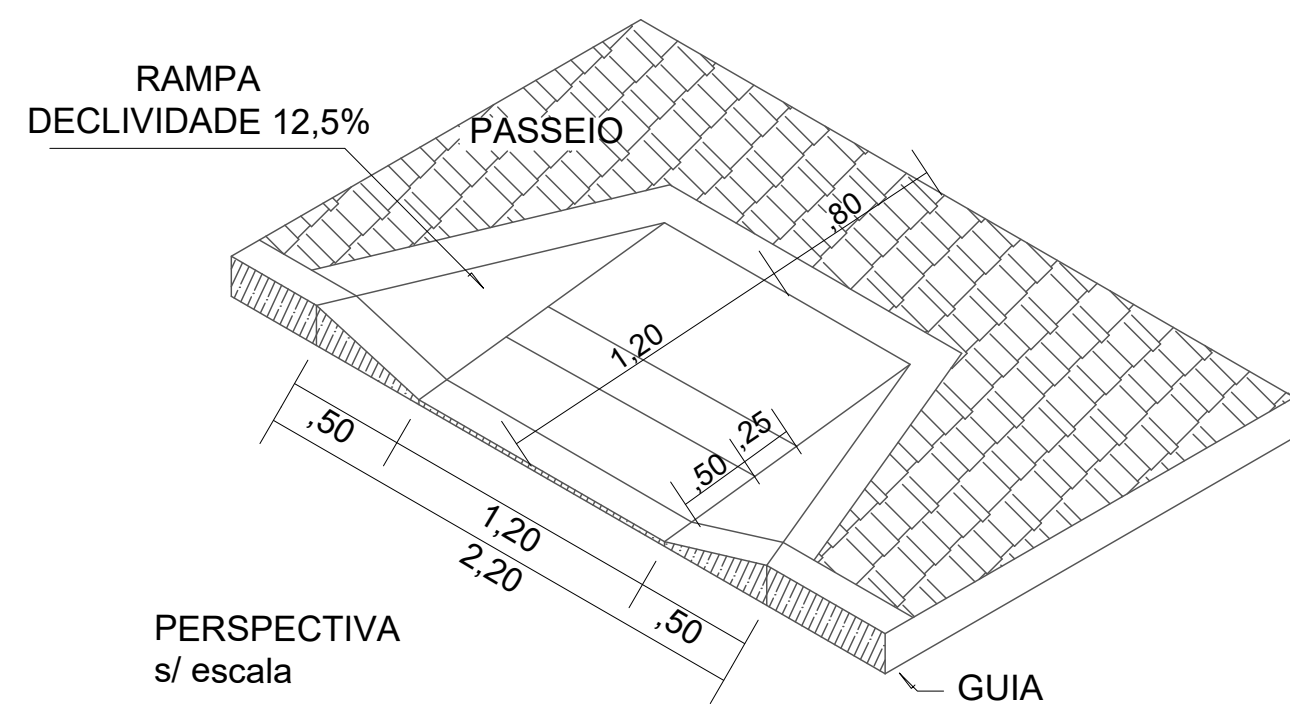 RAMPA
DECLIVIDADE 12,5%
PASSEIO
,80
1,20
,25
,50
,50
1,20
2,20
,50
PERSPECTIVA
s/ escala
GUIA